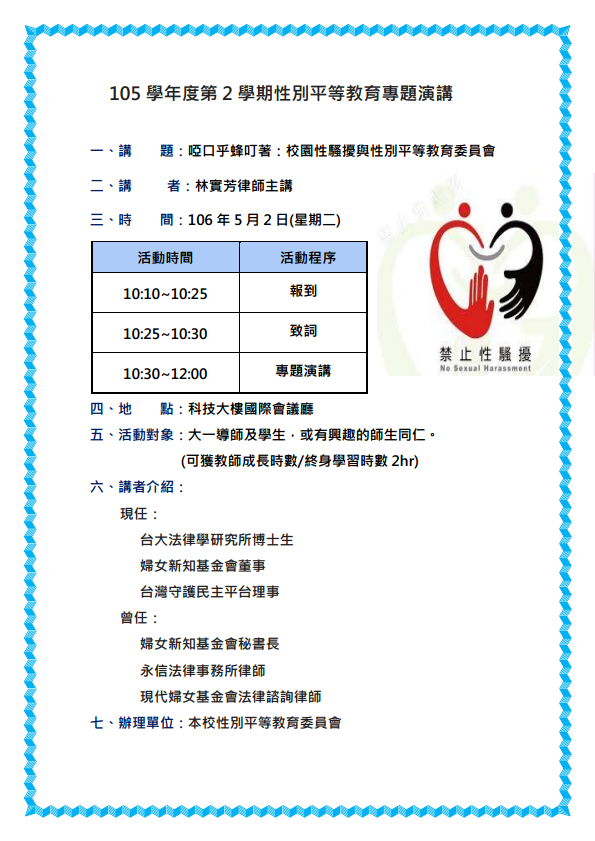 105 學年度第 2 學期性別平等教育專題演講
一、講　　題：啞口乎蜂叮著：校園性騷擾與性別平等教育委員會
二、講　　者：林實芳律師主講
三、時　　間：106 年 5 月 2 日(星期二)
活動時間　活動程序
10:10~10:25　報到
10:25~10:30　致詞
10:30~12:00　專題演講
禁止性騷擾
No Sexual Harassment
四、地　　點：科技大樓國際會議廳
五、活動對象：大一導師及學生，或有興趣的師生同仁。
(可獲教師成長時數/終身學習時數 2hr)
六、講者介紹：
現任：
台大法律學研究所博士生
婦女新知基金會董事
台灣守護民主平台理事
曾任：
婦女新知基金會秘書長
永信法律事務所律師
現代婦女基金會法律諮詢律師
七、辦理單位：本校性別平等教育委員會